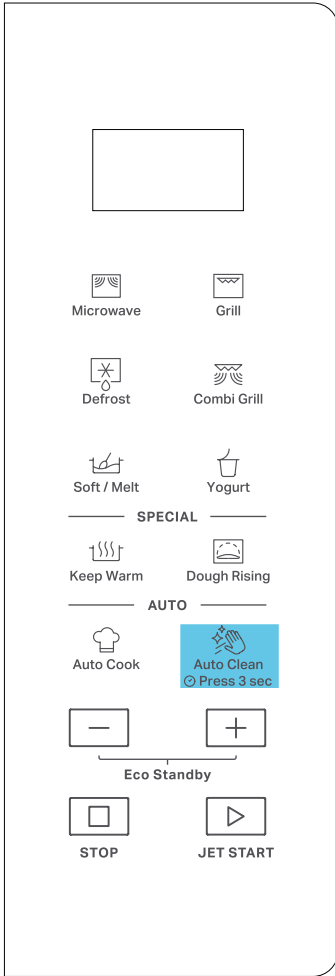 Microwave
Grill
Defrost
Combi Grill
Soft / Melt
Yogurt
SPECIAL
Keep Warm
Dough Rising
AUTO
Auto Cook
Auto Clean
Press 3 sec
Eco Standby
STOP
JET START